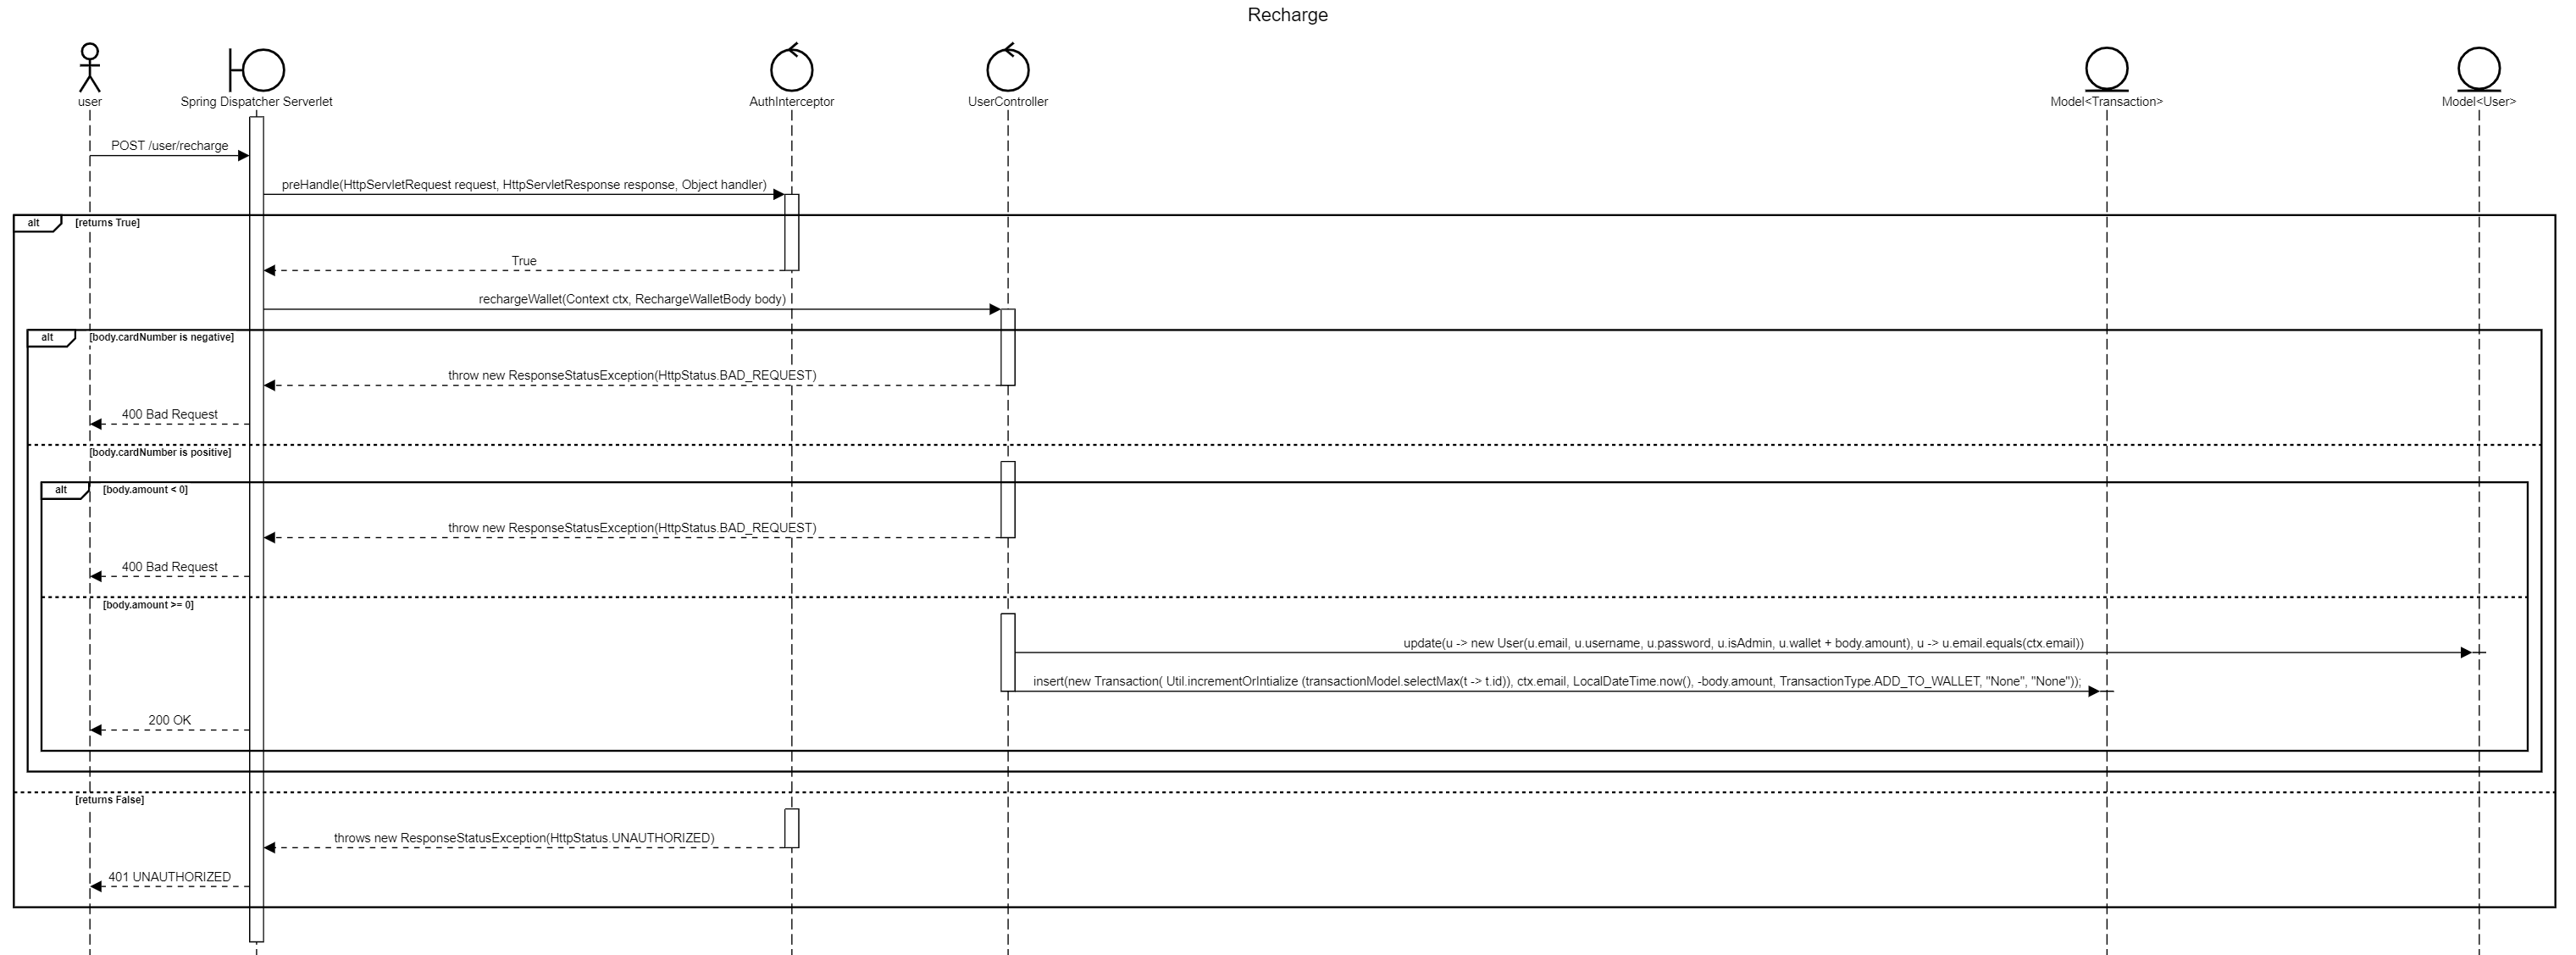 Recharge
user
Spring Dispatcher Serverlet
AuthInterceptor
UserController
Model<Transaction>
Model<User>
POST /user/recharge
preHandle(HttpServletRequest request, HttpServletResponse response, Object handler)
alt
[returns True]
True
rechargeWallet(Context ctx, RechargeWalletBody body)
alt
[body.cardNumber is negative]
throw new ResponseStatusException(HttpStatus.BAD_REQUEST)
400 Bad Request
[body.cardNumber is positive]
alt
[body.amount < 0]
throw new ResponseStatusException(HttpStatus.BAD_REQUEST)
400 Bad Request
[body.amount >= 0]
update(u -> new User(u.email, u.username, u.password, u.isAdmin, u.wallet + body.amount), u -> u.email.equals(ctx.email))
insert(new Transaction( Util.incrementOrIntialize (transactionModel.selectMax(t -> t.id)), ctx.email, LocalDateTime.now(), -body.amount, TransactionType.ADD_TO_WALLET, "None", "None"));
200 OK
[returns False]
throws new ResponseStatusException(HttpStatus.UNAUTHORIZED)
401 UNAUTHORIZED